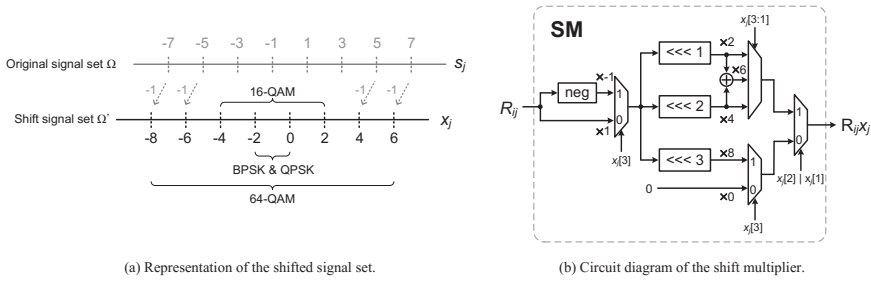 -7 -5 -3 -1 1 3 5 7
Original signal set Ω
s_j
-1 -1 -1 -1
16-QAM
Shift signal set Ω'
x_j
-8 -6 -4 -2 0 2 4 6
BPSK & QPSK
64-QAM
(a) Representation of the shifted signal set.
SM
x_j[3:1]
<<< 1
×2
×6
neg
×-1
R_ij
1
0
×1
x_j[3]
<<< 2
×4
1
0
R_ijx_j
<<< 3
×8
1
0
0
×0
x_j[2] | x_j[1]
x_j[3]
(b) Circuit diagram of the shift multiplier.